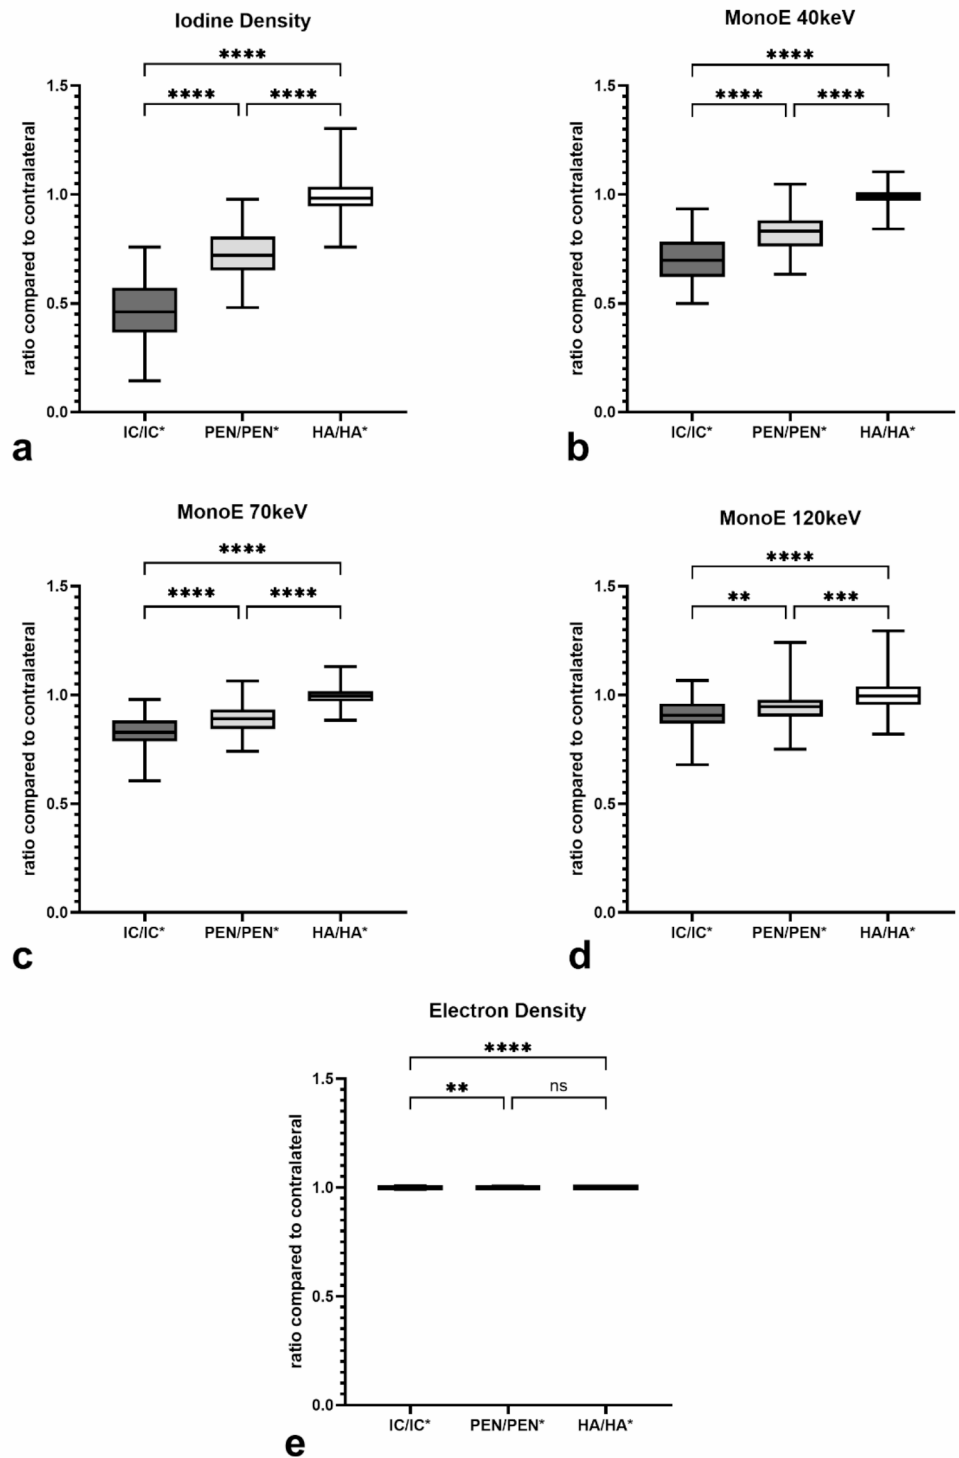 Iodine Density
****
**** ****
ratio compared to contralateral
1.5
1.0
0.5
0.0
IC/IC* PEN/PEN* HA/HA*
a
MonoE 40keV
****
**** ****
ratio compared to contralateral
1.5
1.0
0.5
0.0
IC/IC* PEN/PEN* HA/HA*
b
MonoE 70keV
****
**** ****
ratio compared to contralateral
1.5
1.0
0.5
0.0
IC/IC* PEN/PEN* HA/HA*
c
MonoE 120keV
****
** ***
ratio compared to contralateral
1.5
1.0
0.5
0.0
IC/IC* PEN/PEN* HA/HA*
d
Electron Density
****
** ns
ratio compared to contralateral
1.5
1.0
0.5
0.0
IC/IC* PEN/PEN* HA/HA*
e